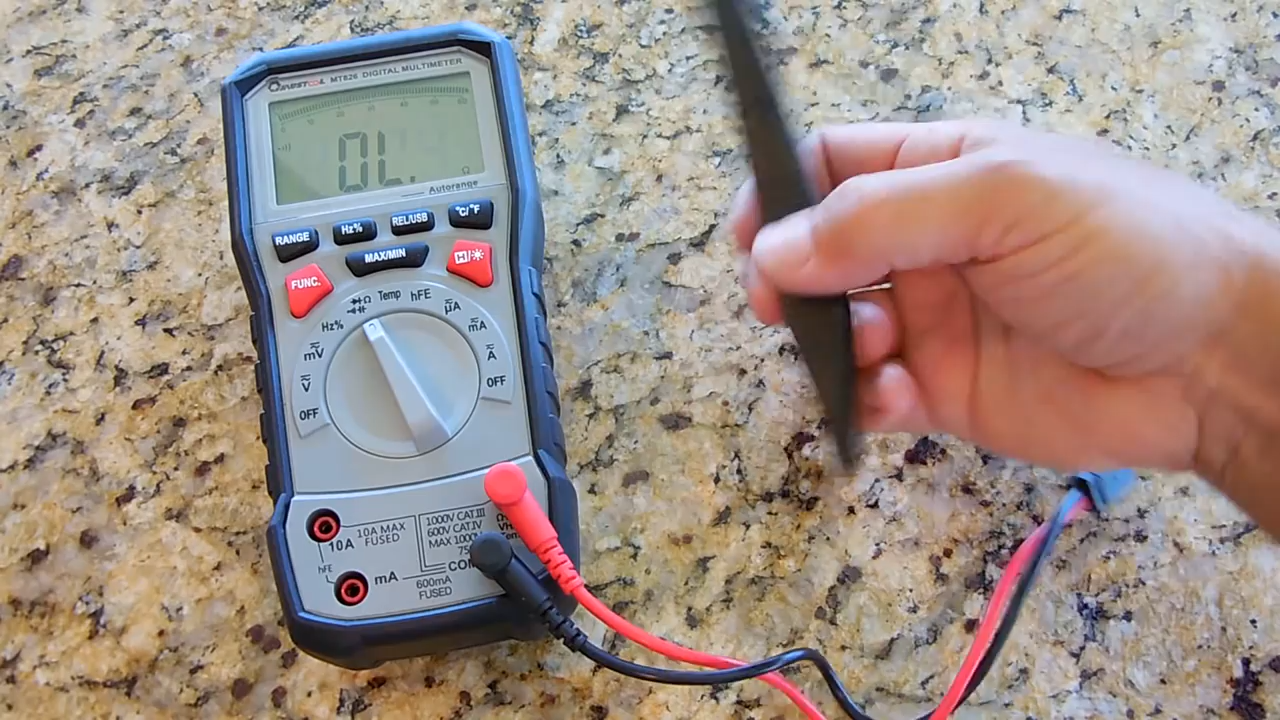 MT826 DIGITAL MULTIMETER
OL.
Ω
Autorange
RANGE
Hz%
REL/USB
°C/°F
MAX/MIN
FUNC.
H/
Ω
Temp
hFE
Hz%
µA
mV
mA
V
A
OFF
OFF
10A MAX
FUSED
10A
hFE
mA
600mA
FUSED
1000V CAT.III
600V CAT.IV
COM